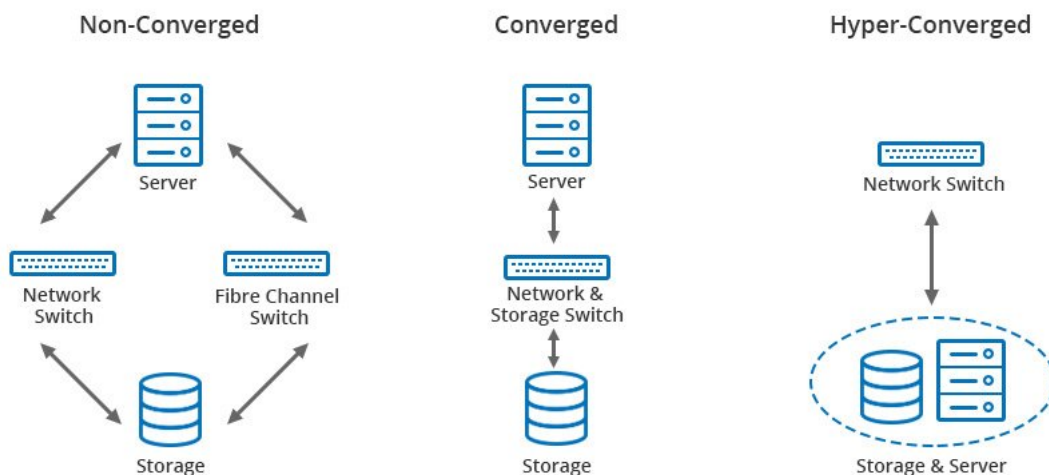 Non-Converged
Server
Network
Switch
Fibre Channel
Switch
Storage
Converged
Server
Network &
Storage Switch
Storage
Hyper-Converged
Network Switch
Storage & Server